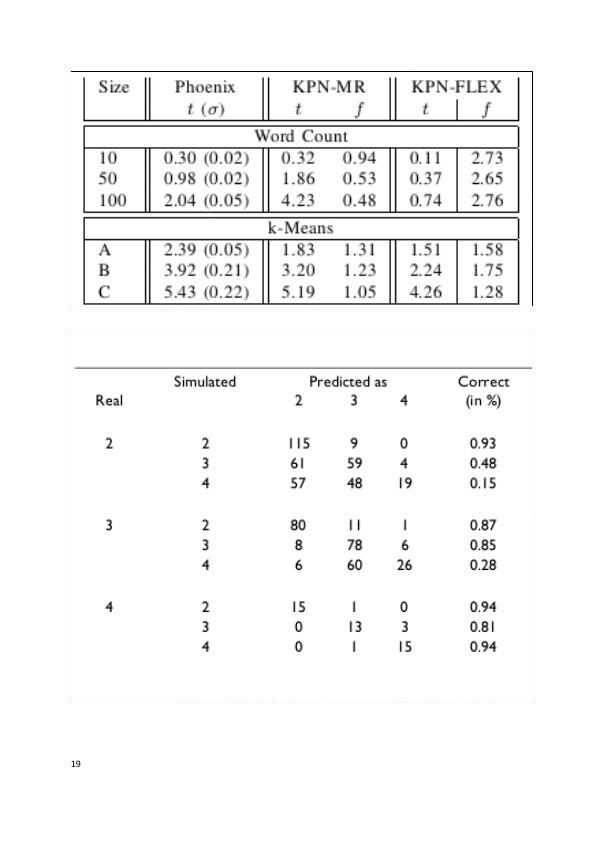 Size Phoenix KPN-MR KPN-FLEX
t (σ) t f t f
Word Count
10 0.30 (0.02) 0.32 0.94 0.11 2.73
50 0.98 (0.02) 1.86 0.53 0.37 2.65
100 2.04 (0.05) 4.23 0.48 0.74 2.76
k-Means
A 2.39 (0.05) 1.83 1.31 1.51 1.58
B 3.92 (0.21) 3.20 1.23 2.24 1.75
C 5.43 (0.22) 5.19 1.05 4.26 1.28
Simulated Predicted as Correct
Real 2 3 4 (in %)
2 2 115 9 0 0.93
3 61 59 4 0.48
4 57 48 19 0.15
3 2 80 11 1 0.87
3 8 78 6 0.85
4 6 60 26 0.28
4 2 15 1 0 0.94
3 0 13 3 0.81
4 0 1 15 0.94
19